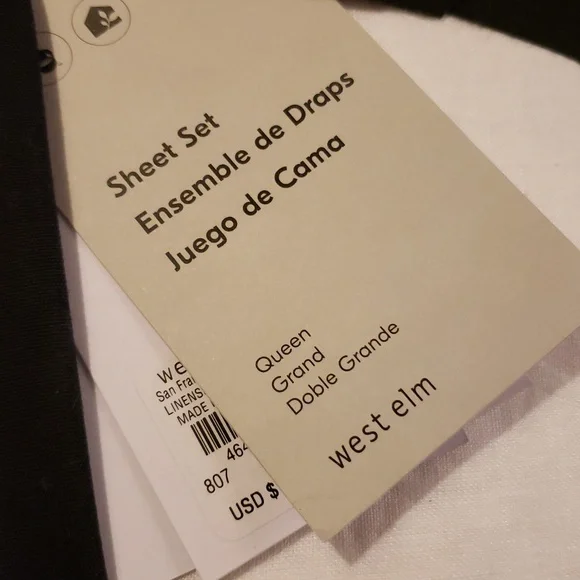 Sheet Set
Ensemble de Draps
Juego de Cama
Queen
Grand
Doble Grande
west elm
we
San Fra
LINENS
MADE
464
807
USD $